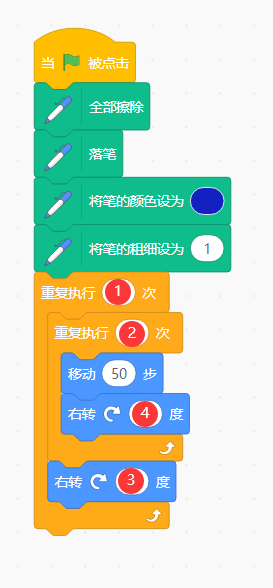 当 被点击
全部擦除
落笔
将笔的颜色设为
将笔的粗细设为 1
重复执行 1 次
重复执行 2 次
移动 50 步
右转 4 度
右转 3 度